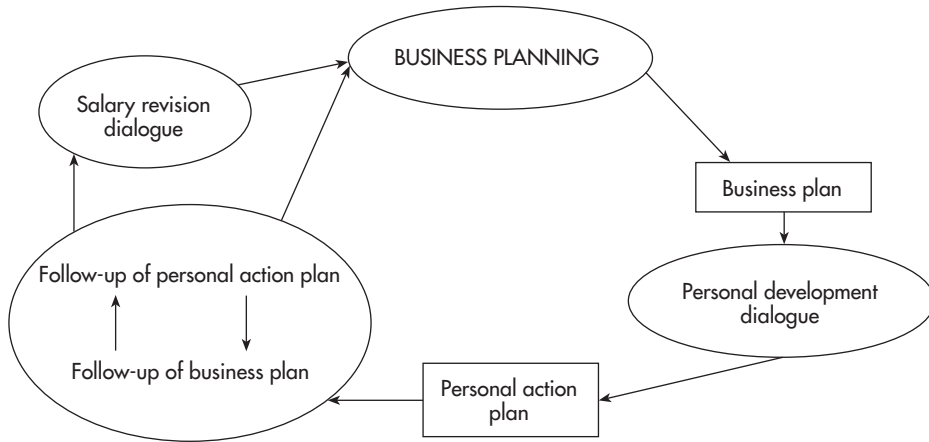 BUSINESS PLANNING
Salary revision
dialogue
Business plan
Follow-up of personal action plan
Personal development
dialogue
Follow-up of business plan
Personal action
plan